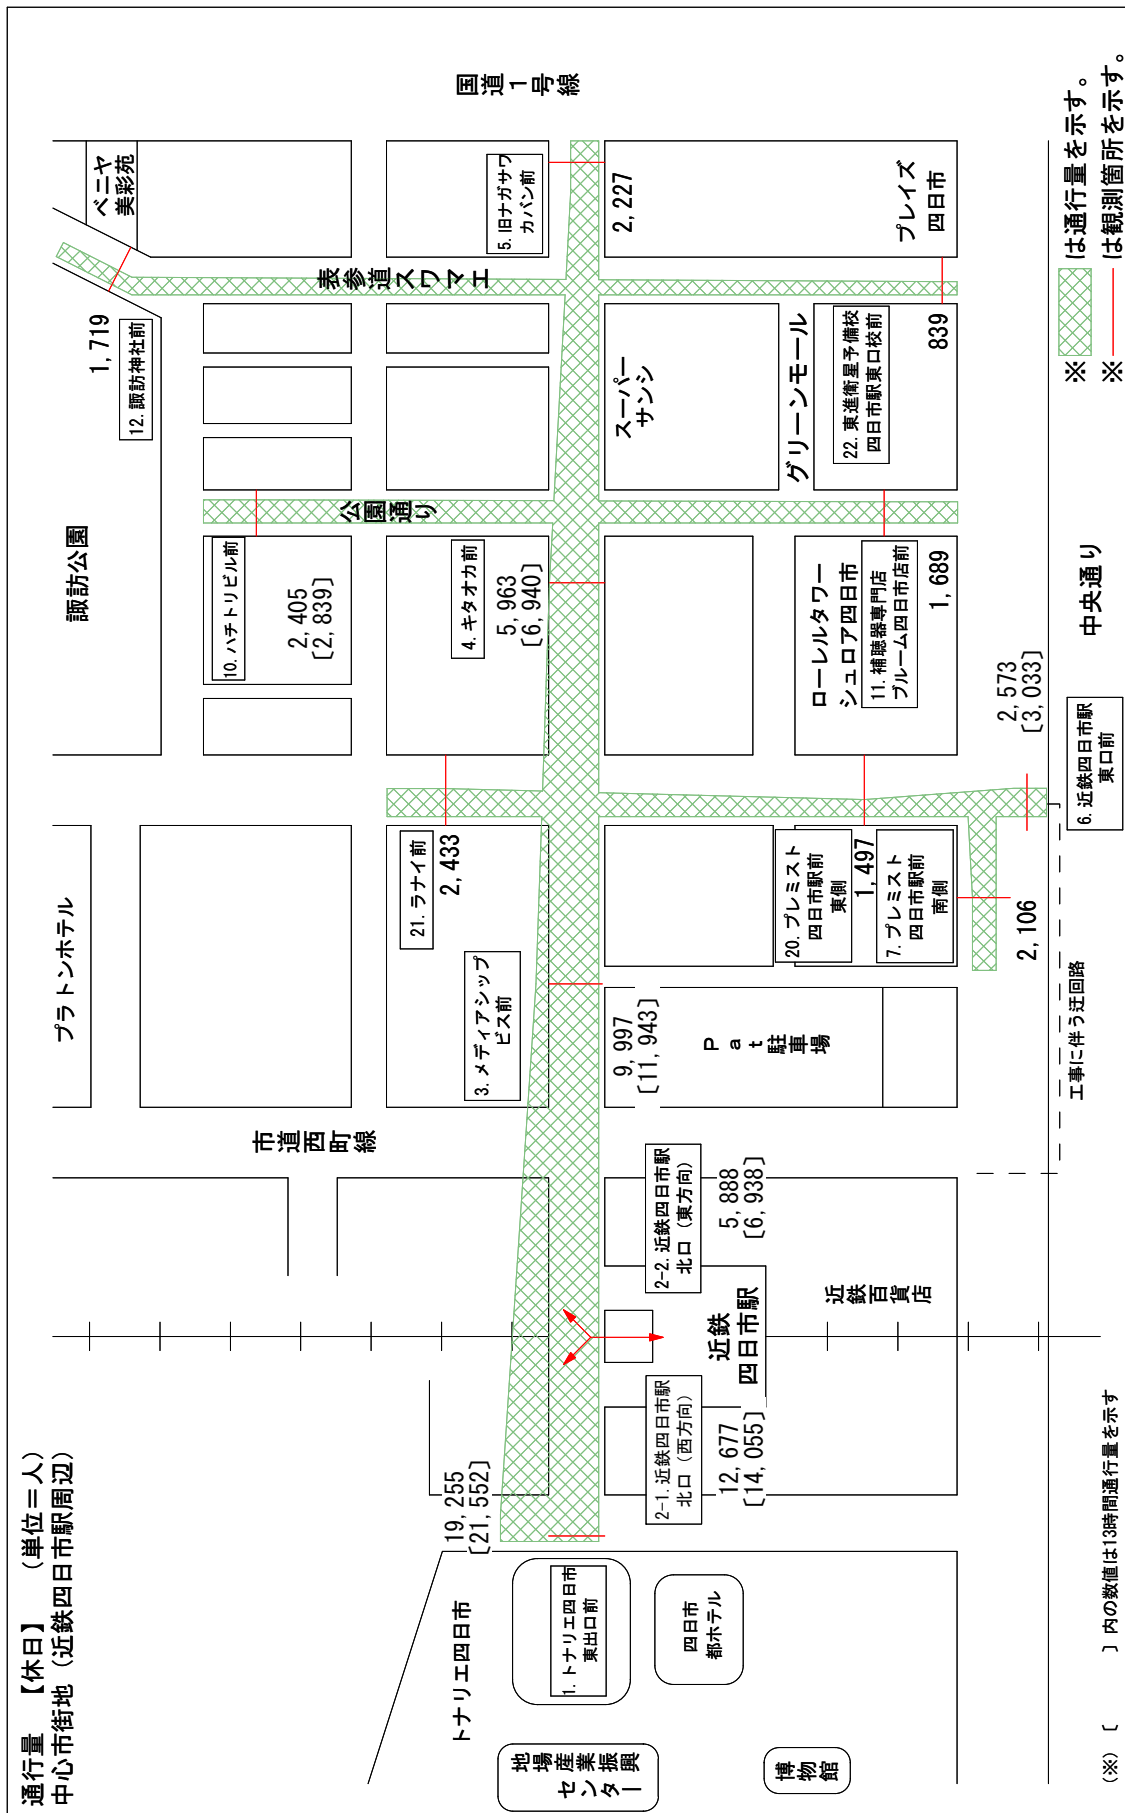 通行量 【休日】 (単位＝人)
中心市街地 (近鉄四日市駅周辺)
国道１号線
ベニヤ
美彩苑
5. 旧ナガサワ
カバン前
2,227
プレイズ
四日市
表参道スワマエ
1,719
12. 諏訪神社前
スーパー
サンシ
グリーンモール
22. 東進衛星予備校
四日市駅東口校前
839
諏訪公園
公園通り
10. ハチトリビル前
2,405
[2,839]
4. キタオカ前
5,963
[6,940]
ローレルタワー
シュロア四日市
11. 補聴器専門店
ブルーム四日市店前
1,689
中央通り
2,573
[3,033]
6. 近鉄四日市駅
東口前
プラトンホテル
21. ラナイ前
2,433
20. プレミスト
四日市駅前
東側
1,497
7. プレミスト
四日市駅前
南側
2,106
3. メディアシップ
ビス前
9,997
[11,943]
Ｐａｔ
駐車場
工事に伴う迂回路
市道西町線
2-2. 近鉄四日市駅
北口 (東方向)
5,888
[6,938]
近鉄
四日市駅
近鉄百貨店
2-1. 近鉄四日市駅
北口 (西方向)
12,677
[14,055]
19,255
[21,552]
トナリエ四日市
1. トナリエ四日市
東出口前
四日市
都ホテル
地場産業振興
センター
博物館
※ は通行量を示す。
※ は観測箇所を示す。
(※) [ ] 内の数値は13時間通行量を示す